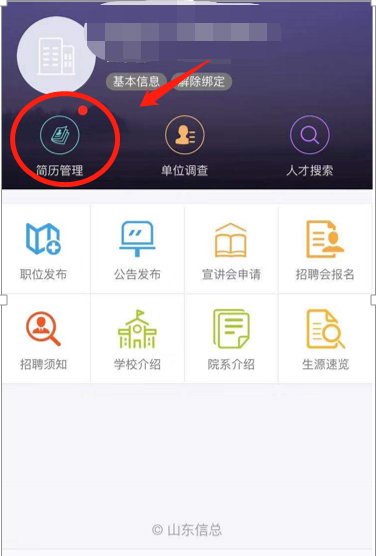 基本信息 解除绑定
简历管理 单位调查 人才搜索
职位发布 公告发布 宣讲会申请 招聘会报名
招聘须知 学校介绍 院系介绍 生源速览
© 山东信总